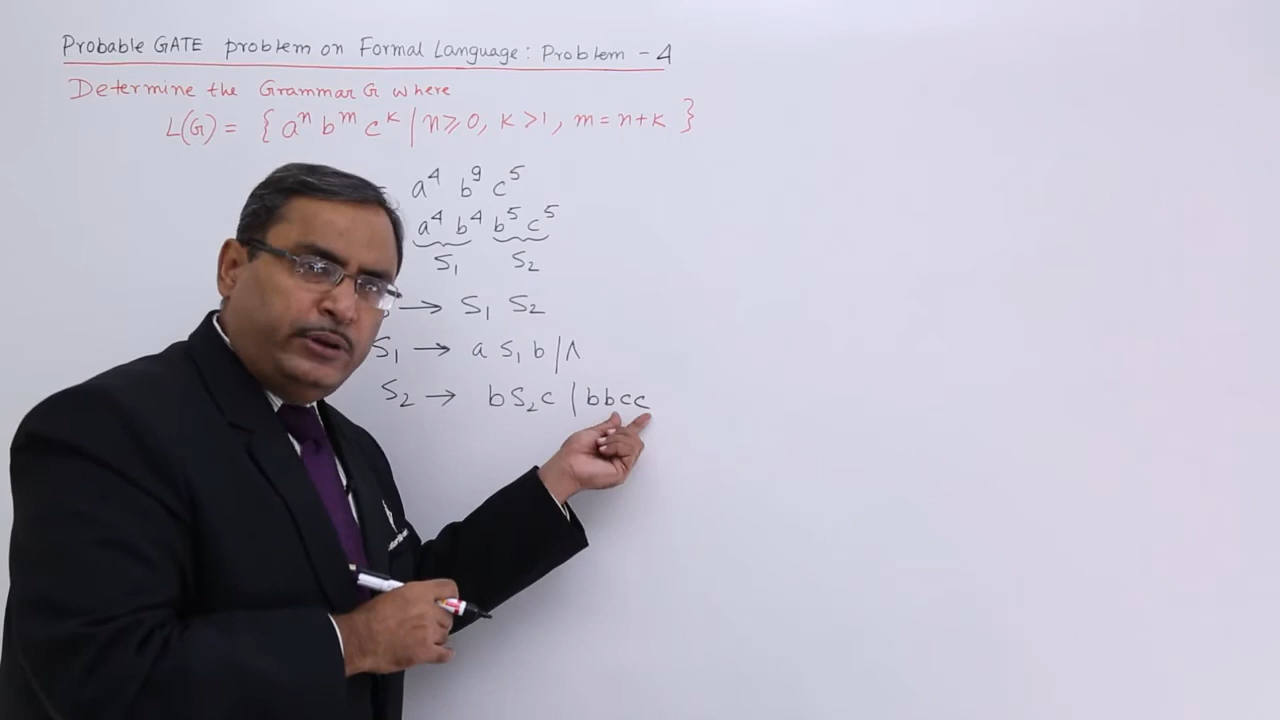 Probable GATE problem on Formal Language: Problem - 4
Determine the Grammar G where
L(G) = { aⁿ bᵐ cᵏ | n ⩾ 0, k > 1, m = n + k }
a⁴ b⁹ c⁵
a⁴ b⁴ b⁵ c⁵
S₁ S₂
→ S₁ S₂
S₁ → a S₁ b | Λ
S₂ → b S₂ c | bbcc